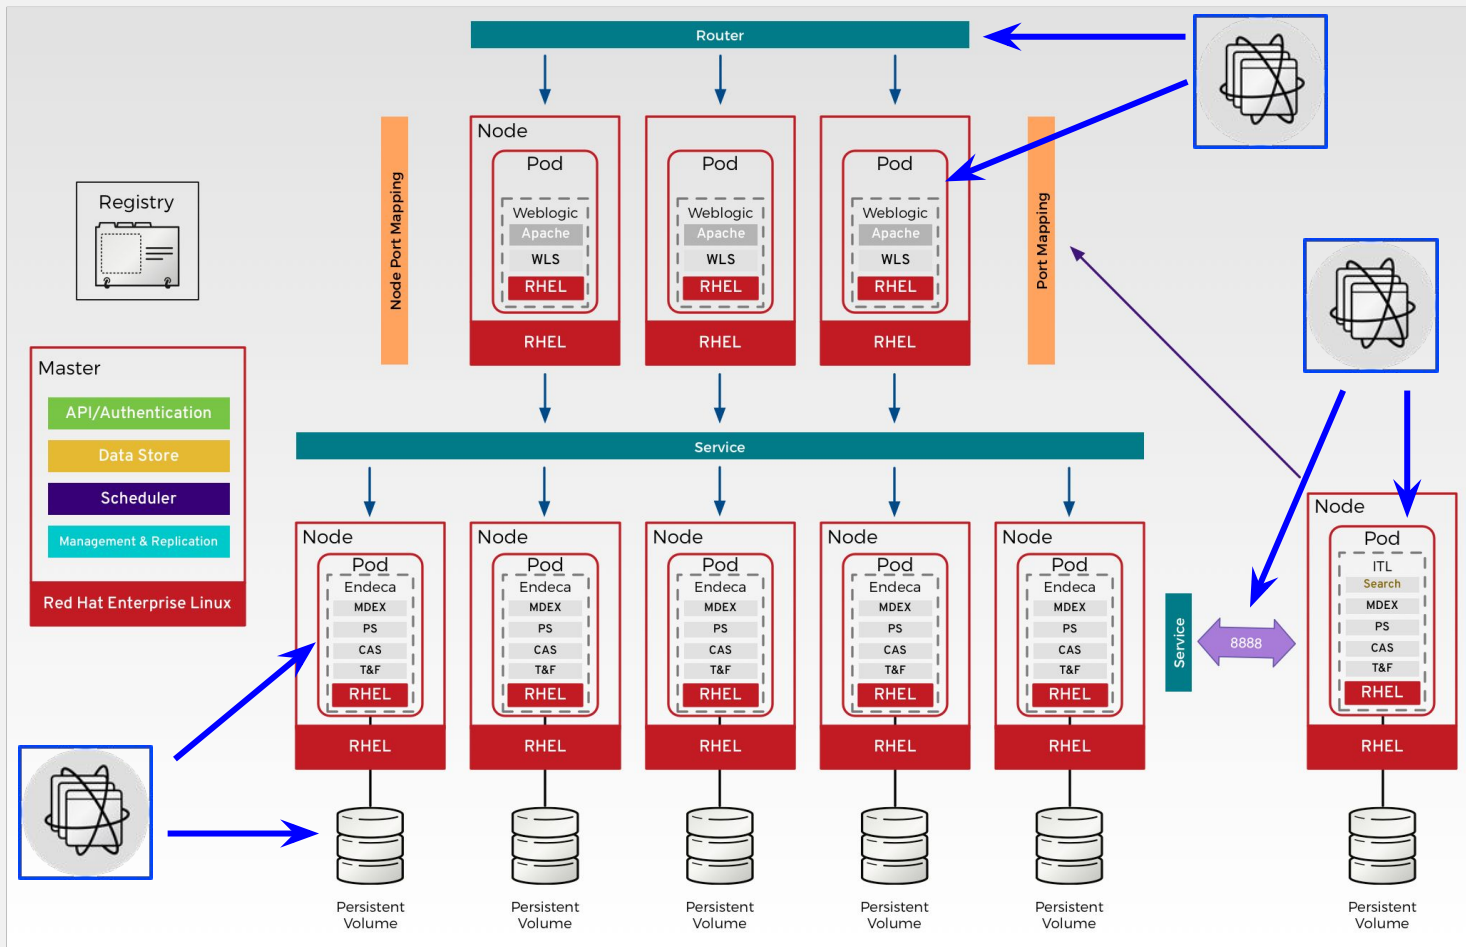 Router
Node
Pod
Weblogic
Apache
WLS
RHEL
RHEL
Pod
Weblogic
Apache
WLS
RHEL
RHEL
Pod
Weblogic
Apache
WLS
RHEL
RHEL
Node Port Mapping
Port Mapping
Registry
Master
API/Authentication
Data Store
Scheduler
Management & Replication
Red Hat Enterprise Linux
Service
Node
Pod
Endeca
MDEX
PS
CAS
T&F
RHEL
RHEL
Persistent
Volume
Node
Pod
Endeca
MDEX
PS
CAS
T&F
RHEL
RHEL
Persistent
Volume
Node
Pod
Endeca
MDEX
PS
CAS
T&F
RHEL
RHEL
Persistent
Volume
Node
Pod
Endeca
MDEX
PS
CAS
T&F
RHEL
RHEL
Persistent
Volume
Node
Pod
Endeca
MDEX
PS
CAS
T&F
RHEL
RHEL
Persistent
Volume
Service
8888
Node
Pod
ITL
Search
MDEX
PS
CAS
T&F
RHEL
RHEL
Persistent
Volume